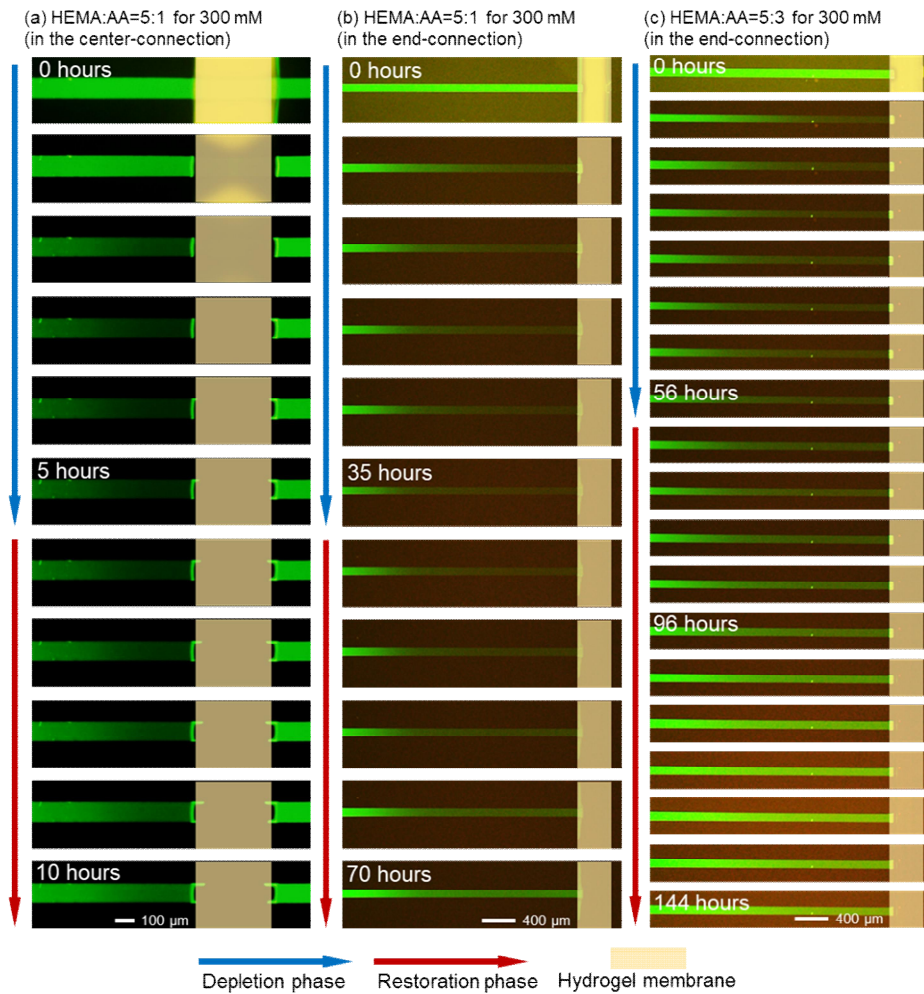 (a) HEMA:AA=5:1 for 300 mM
(in the center-connection)
0 hours
5 hours
10 hours
100 μm
(b) HEMA:AA=5:1 for 300 mM
(in the end-connection)
0 hours
35 hours
70 hours
400 μm
(c) HEMA:AA=5:3 for 300 mM
(in the end-connection)
0 hours
56 hours
96 hours
144 hours
400 μm
Depletion phase
Restoration phase
Hydrogel membrane